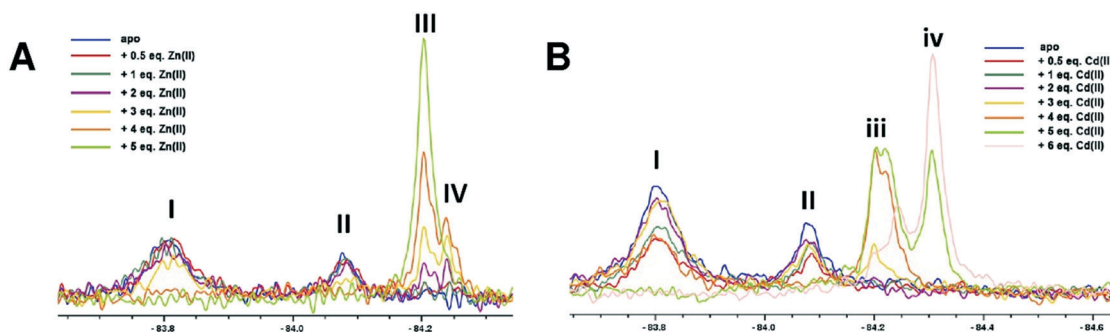 A
apo
+ 0.5 eq. Zn(II)
+ 1 eq. Zn(II)
+ 2 eq. Zn(II)
+ 3 eq. Zn(II)
+ 4 eq. Zn(II)
+ 5 eq. Zn(II)
I
II
III
IV
-83.8
-84.0
-84.2
B
apo
+ 0.5 eq. Cd(II
+ 1 eq. Cd(II)
+ 2 eq. Cd(II)
+ 3 eq. Cd(II)
+ 4 eq. Cd(II)
+ 5 eq. Cd(II)
+ 6 eq. Cd(II)
I
II
iii
iv
-83.8
-84.0
-84.2
-84.4
-84.6